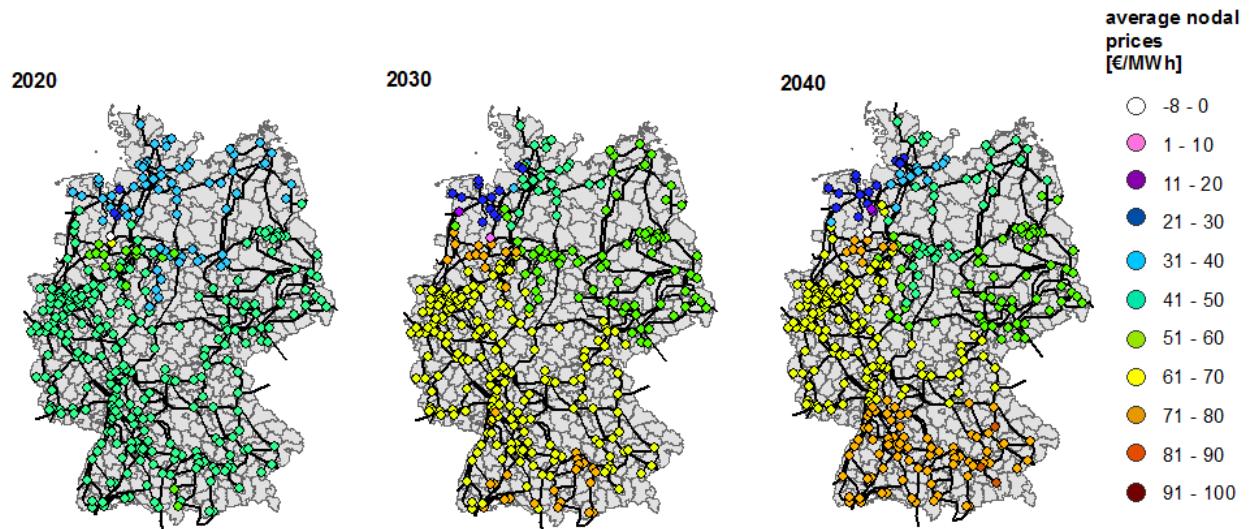 average nodal
prices
[€/MWh]
2020
2030
2040
-8 - 0
1 - 10
11 - 20
21 - 30
31 - 40
41 - 50
51 - 60
61 - 70
71 - 80
81 - 90
91 - 100